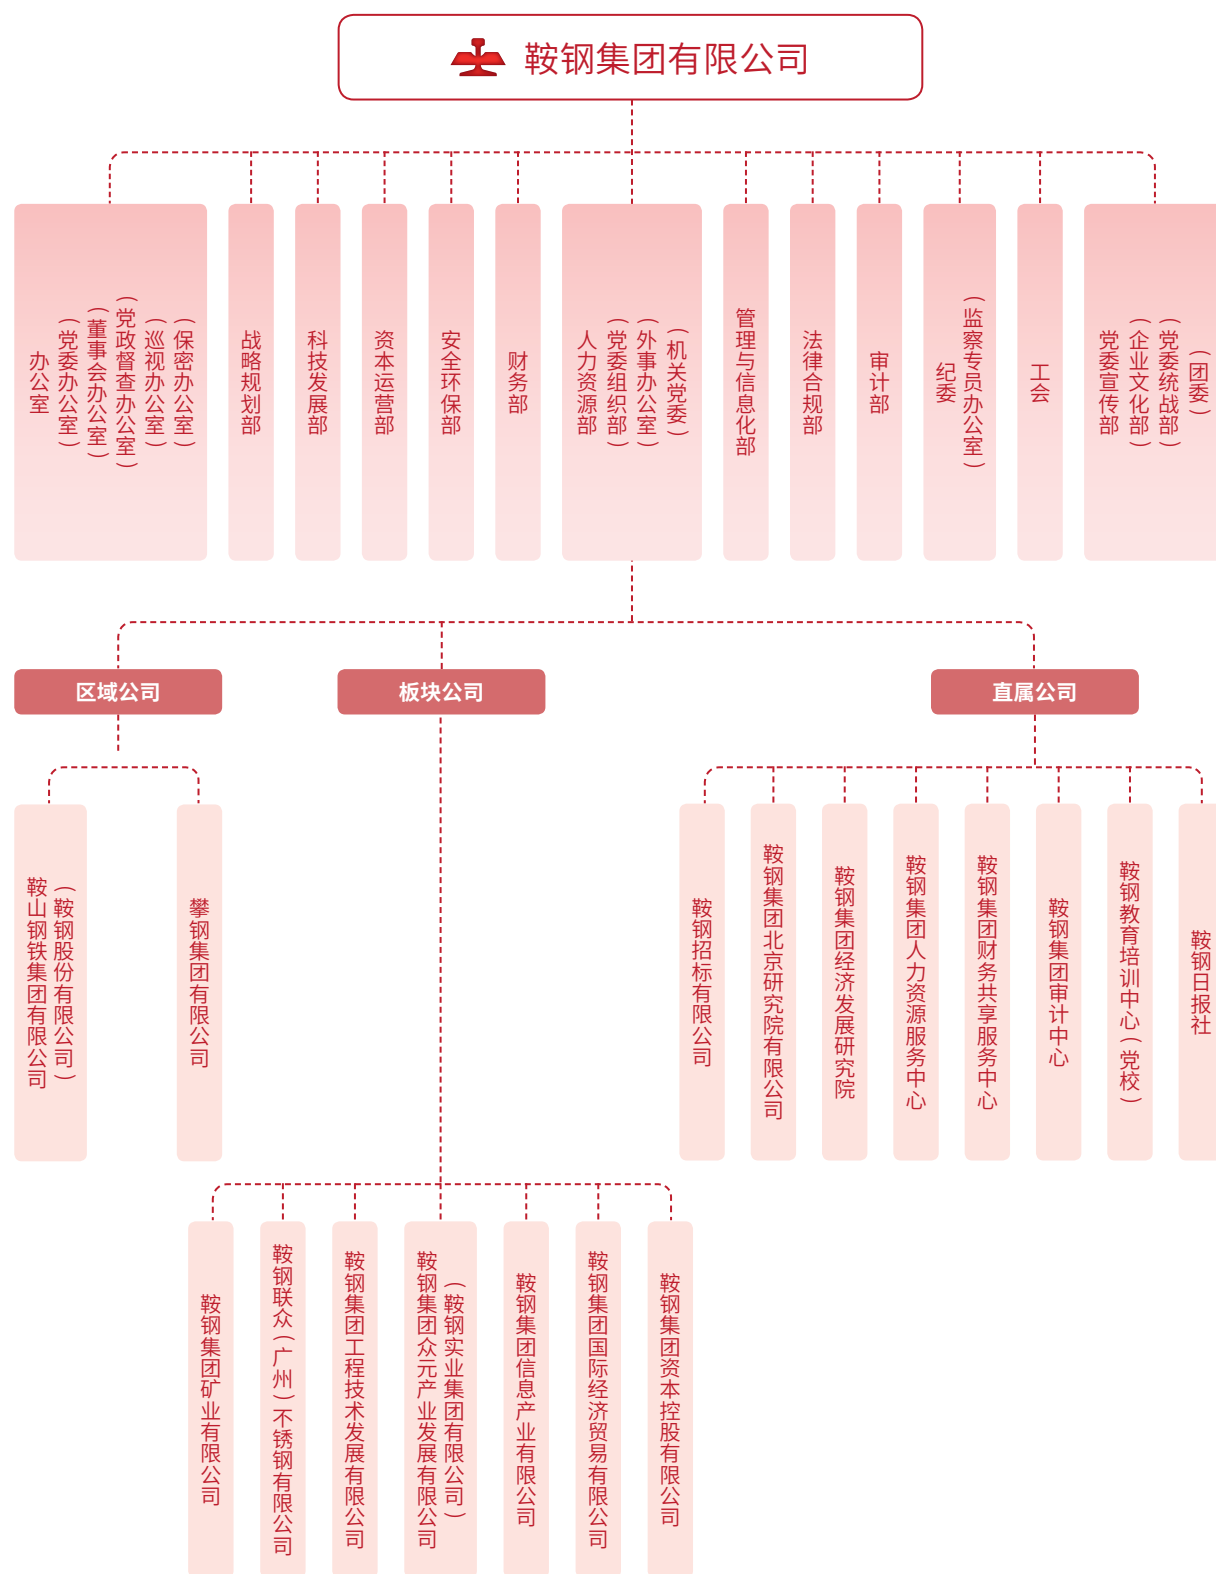 鞍钢集团有限公司
办公室
（党委办公室）
（董事会办公室）
（党政督查办公室）
（巡视办公室）
（保密办公室）
战略规划部
科技发展部
资本运营部
安全环保部
财务部
人力资源部
（党委组织部）
（外事办公室）
（机关党委）
管理与信息化部
法律合规部
审计部
纪委
（监察专员办公室）
工会
党委宣传部
（企业文化部）
（党委统战部）
（团委）
区域公司
板块公司
直属公司
鞍山钢铁集团有限公司
（鞍钢股份有限公司）
攀钢集团有限公司
鞍钢招标有限公司
鞍钢集团北京研究院有限公司
鞍钢集团经济发展研究院
鞍钢集团人力资源服务中心
鞍钢集团财务共享服务中心
鞍钢集团审计中心
鞍钢教育培训中心（党校）
鞍钢日报社
鞍钢集团矿业有限公司
鞍钢联众（广州）不锈钢有限公司
鞍钢集团工程技术发展有限公司
鞍钢集团众元产业发展有限公司
（鞍钢实业集团有限公司）
鞍钢集团信息产业有限公司
鞍钢集团国际经济贸易有限公司
鞍钢集团资本控股有限公司